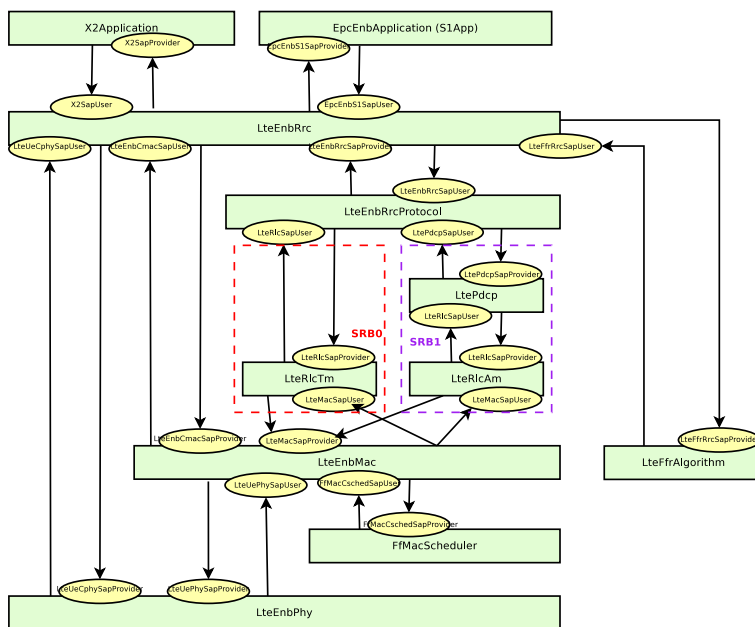 X2Application
EpcEnbApplication (S1App)
X2SapProvider
EpcEnbS1SapProvider
X2SapUser
EpcEnbS1SapUser
LteEnbRrc
LteUeCphySapUser
LteEnbCmacSapUser
LteEnbRrcSapProvider
LteFfrRrcSapUser
LteEnbRrcSapUser
LteEnbRrcProtocol
LteRlcSapUser
LtePdcpSapUser
LtePdcpSapProvider
LtePdcp
LteRlcSapUser
SRB0
SRB1
LteRlcSapProvider
LteRlcSapProvider
LteRlcTm
LteRlcAm
LteMacSapUser
LteMacSapUser
LteEnbCmacSapProvider
LteMacSapProvider
LteFfrRrcSapProvider
LteEnbMac
LteFfrAlgorithm
LteUePhySapUser
FfMacCschedSapUser
FfMacCschedSapProvider
FfMacScheduler
LteUeCphySapProvider
LteUePhySapProvider
LteEnbPhy